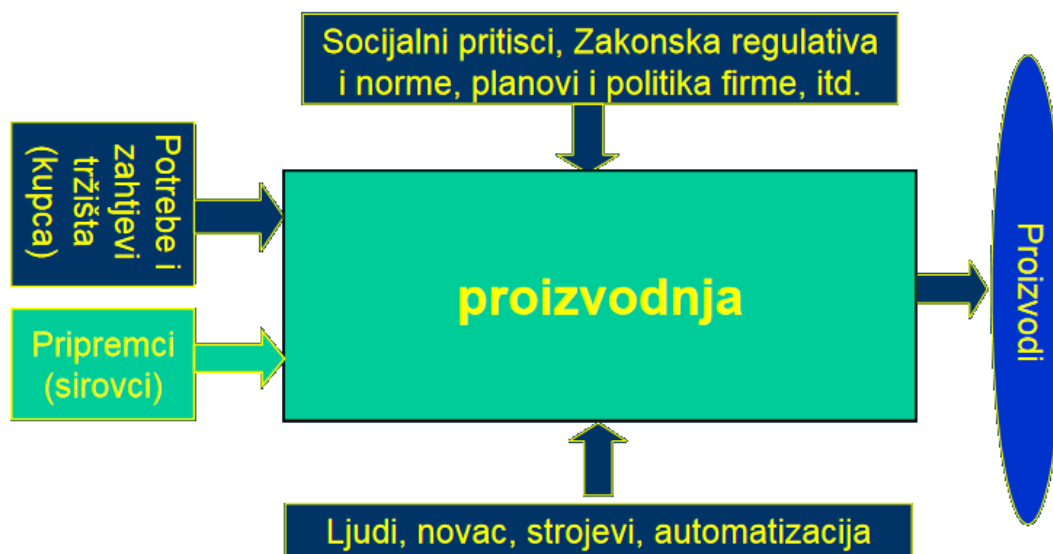 Socijalni pritisci, Zakonska regulativa
i norme, planovi i politika firme, itd.
Potrebe i
zahtjevi
tržišta
(kupca)
Pripremci
(sirovci)
proizvodnja
Proizvodi
Ljudi, novac, strojevi, automatizacija